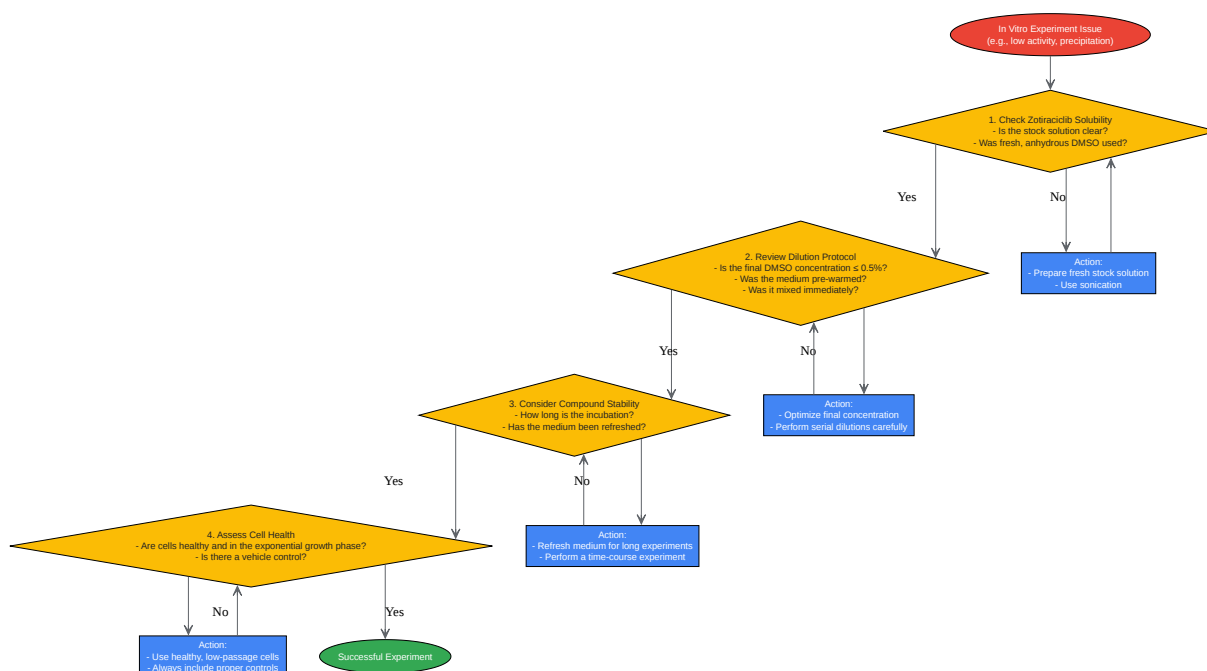 In Vitro Experiment Issue
(e.g., low activity, precipitation)
1. Check Zotiraciclib Solubility
- Is the stock solution clear?
- Was fresh, anhydrous DMSO used?
Yes
No
Action:
- Prepare fresh stock solution
- Use sonication
2. Review Dilution Protocol
- Is the final DMSO concentration ≤ 0.5%?
- Was the medium pre-warmed?
- Was it mixed immediately?
Yes
No
Action:
- Optimize final concentration
- Perform serial dilutions carefully
3. Consider Compound Stability
- How long is the incubation?
- Has the medium been refreshed?
Yes
No
Action:
- Refresh medium for long experiments
- Perform a time-course experiment
4. Assess Cell Health
- Are cells healthy and in the exponential growth phase?
- Is there a vehicle control?
No
Yes
Action:
- Use healthy, low-passage cells
- Always include proper controls
Successful Experiment